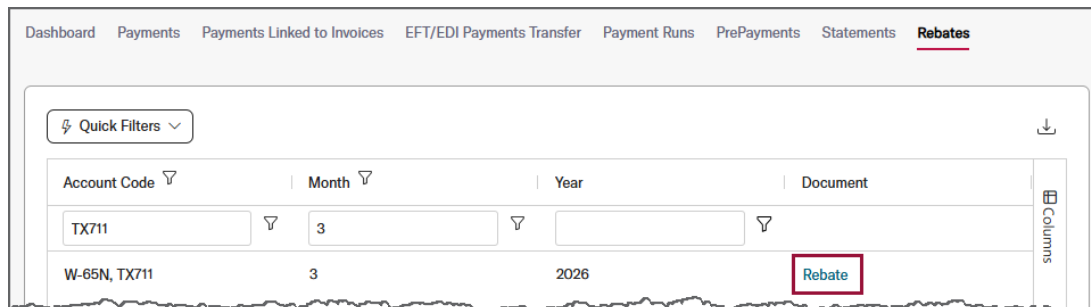 Dashboard Payments Payments Linked to Invoices EFT/EDI Payments Transfer Payment Runs PrePayments Statements Rebates
Quick Filters
Account Code Month Year Document
TX711 3
W-65N, TX711 3 2026 Rebate
Columns